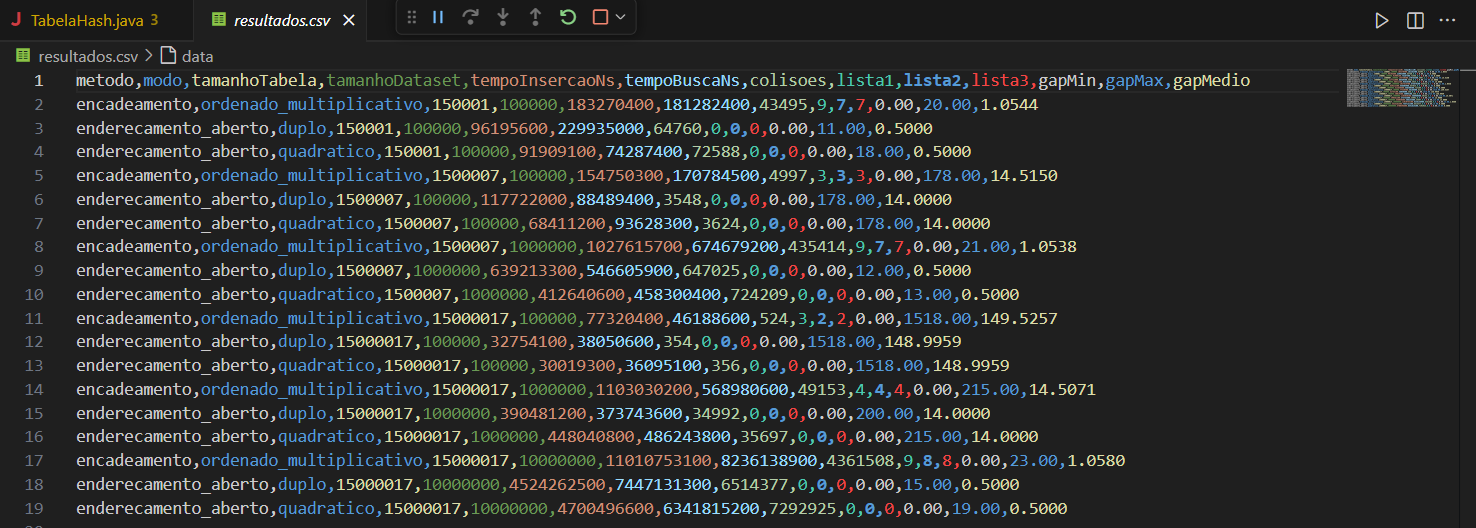 J TabelaHash.java 3 resultados.csv
resultados.csv > data
1 metodo,modo,tamanhoTabela,tamanhoDataset,tempoInsercaoNs,tempoBuscaNs,colisoes,lista1,lista2,lista3,gapMin,gapMax,gapMedio
2 encadeamento,ordenado_multiplicativo,150001,100000,183270400,181282400,43495,9,7,7,0.00,20.00,1.0544
3 enderecamento_aberto,duplo,150001,100000,96195600,229935000,64760,0,0,0,0.00,11.00,0.5000
4 enderecamento_aberto,quadratico,150001,100000,91909100,74287400,72588,0,0,0,0.00,18.00,0.5000
5 encadeamento,ordenado_multiplicativo,1500007,100000,154750300,170784500,4997,3,3,3,0.00,178.00,14.5150
6 enderecamento_aberto,duplo,1500007,100000,117722000,88489400,3548,0,0,0,0.00,178.00,14.0000
7 enderecamento_aberto,quadratico,1500007,100000,68411200,93628300,3624,0,0,0,0.00,178.00,14.0000
8 encadeamento,ordenado_multiplicativo,1500007,1000000,1027615700,674679200,435414,9,7,7,0.00,21.00,1.0538
9 enderecamento_aberto,duplo,1500007,1000000,639213300,546605900,647025,0,0,0,0.00,12.00,0.5000
10 enderecamento_aberto,quadratico,1500007,1000000,412640600,458300400,724209,0,0,0,0.00,13.00,0.5000
11 encadeamento,ordenado_multiplicativo,15000017,100000,77320400,46188600,524,3,2,2,0.00,1518.00,149.5257
12 enderecamento_aberto,duplo,15000017,100000,32754100,38050600,354,0,0,0,0.00,1518.00,148.9959
13 enderecamento_aberto,quadratico,15000017,100000,30019300,36095100,356,0,0,0,0.00,1518.00,148.9959
14 encadeamento,ordenado_multiplicativo,15000017,1000000,1103030200,568980600,49153,4,4,4,0.00,215.00,14.5071
15 enderecamento_aberto,duplo,15000017,1000000,390481200,373743600,34992,0,0,0,0.00,200.00,14.0000
16 enderecamento_aberto,quadratico,15000017,1000000,448040800,486243800,35697,0,0,0,0.00,215.00,14.0000
17 encadeamento,ordenado_multiplicativo,15000017,10000000,11010753100,8236138900,4361508,9,8,8,0.00,23.00,1.0580
18 enderecamento_aberto,duplo,15000017,10000000,4524262500,7447131300,6514377,0,0,0,0.00,15.00,0.5000
19 enderecamento_aberto,quadratico,15000017,10000000,4700496600,6341815200,7292925,0,0,0,0.00,19.00,0.5000